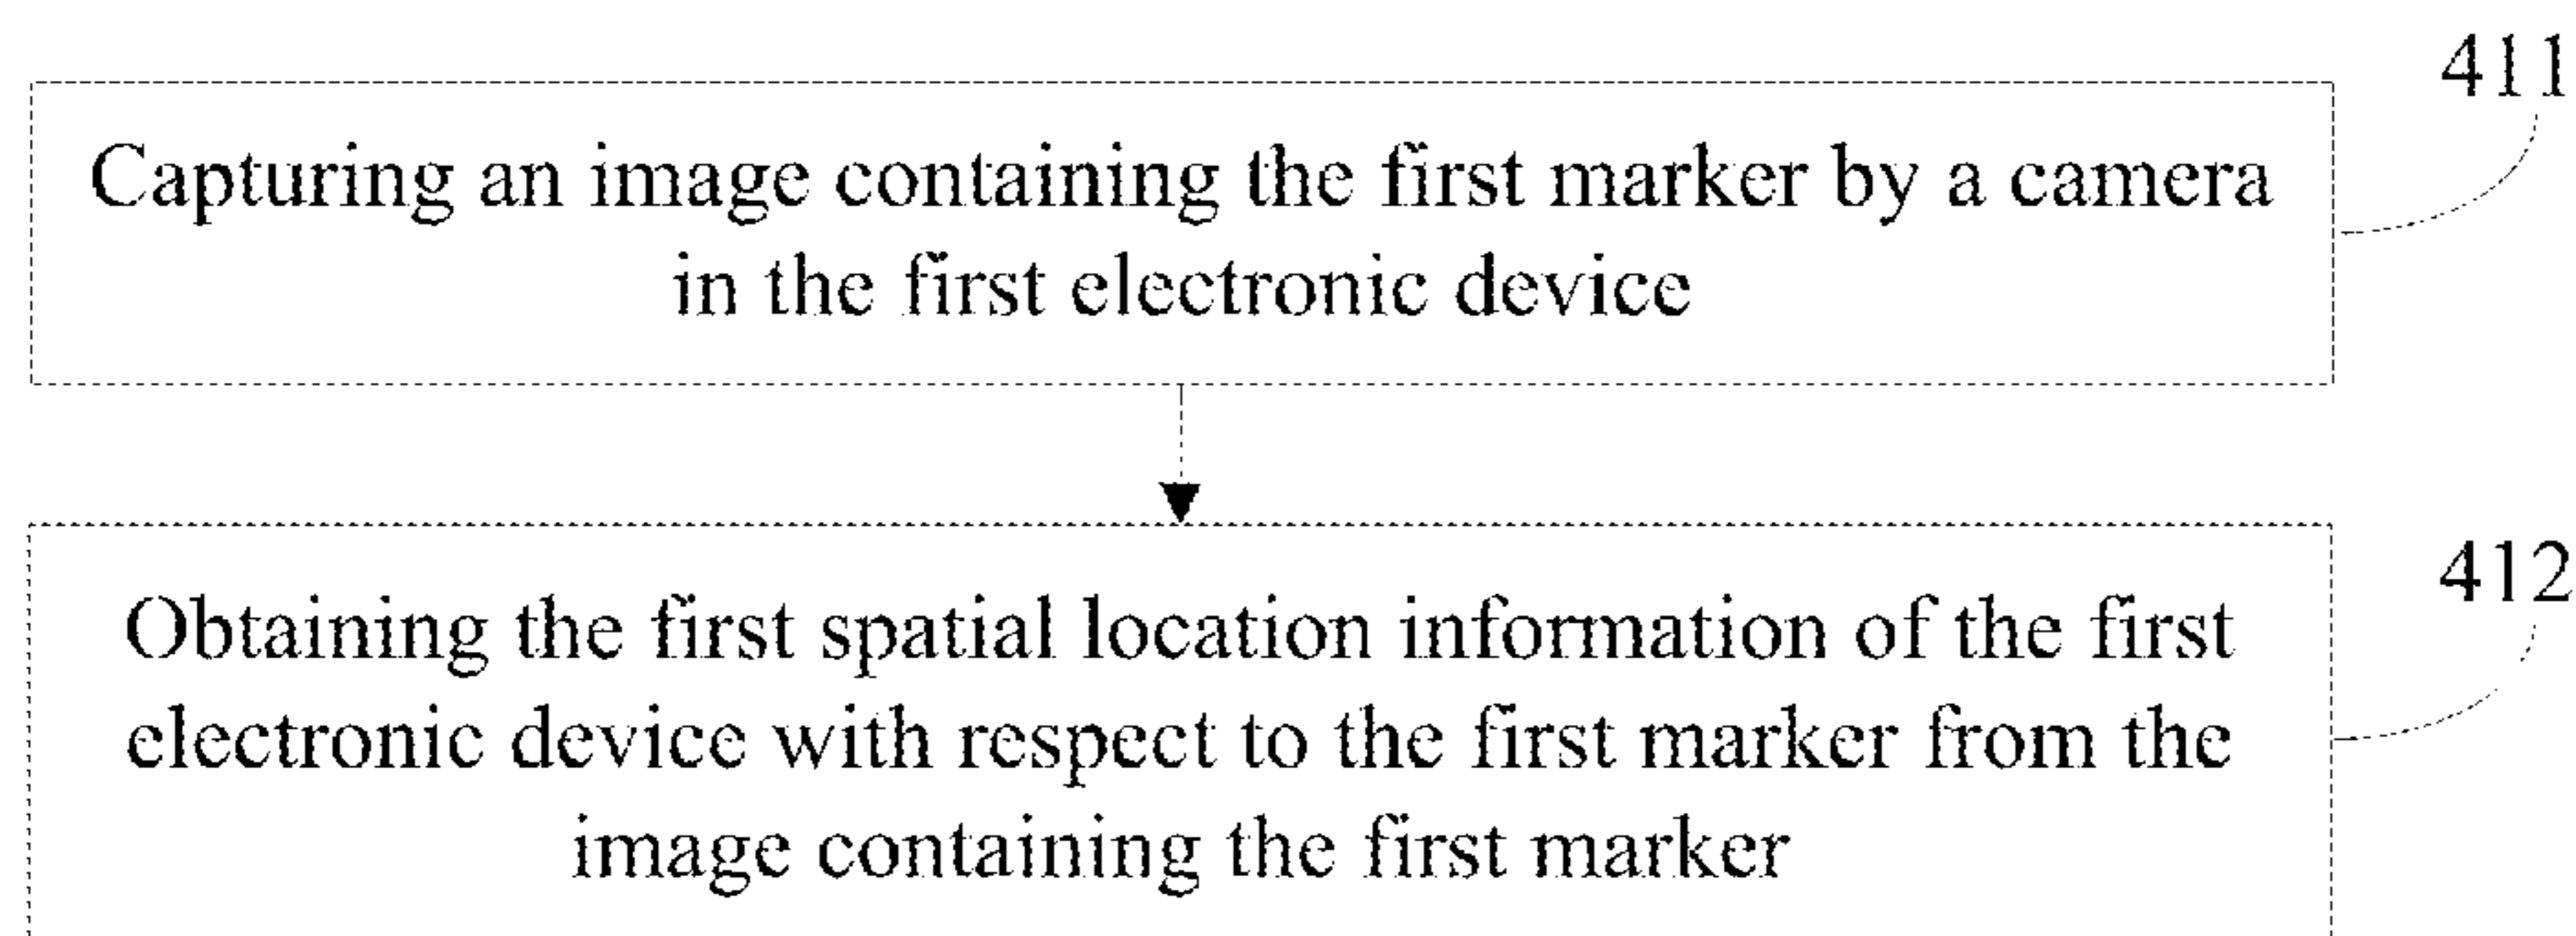 411
Capturing an image containing the first marker by a camera
in the first electronic device
412
Obtaining the first spatial location information of the first
electronic device with respect to the first marker from the
image containing the first marker